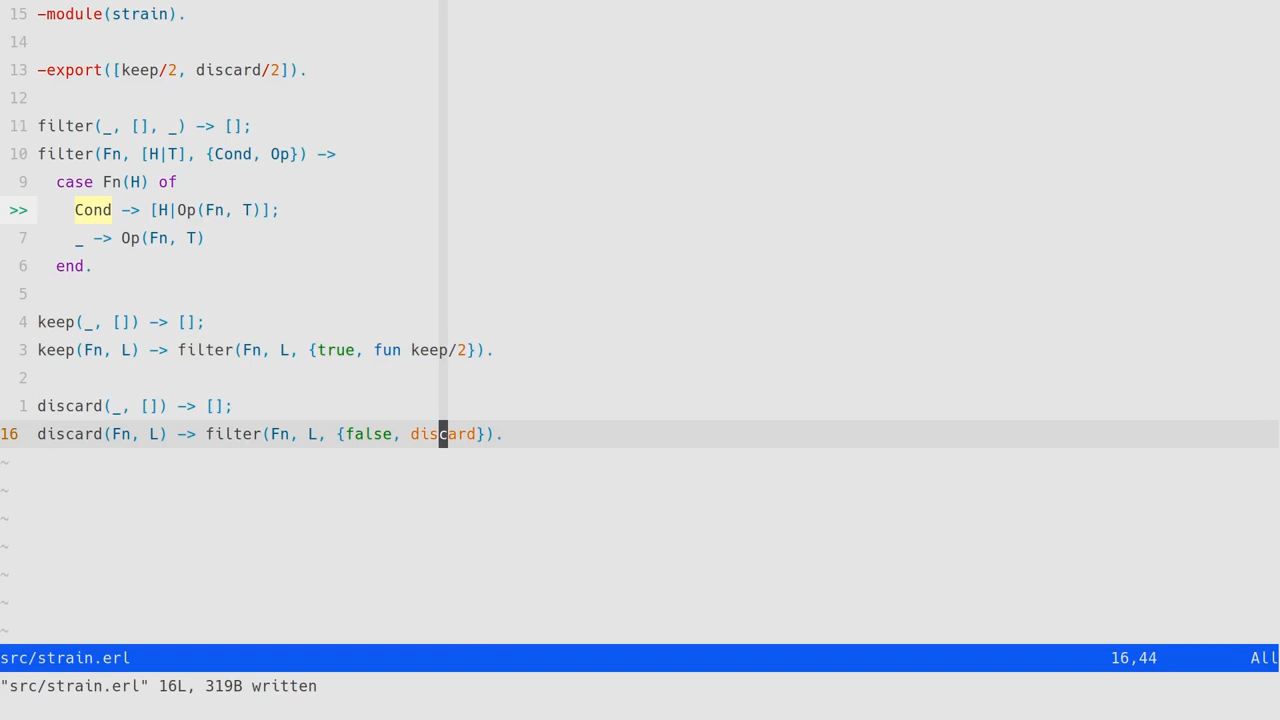 15 -module(strain).
14
13 -export([keep/2, discard/2]).
12
11 filter(_, [], _) -> [];
10 filter(Fn, [H|T], {Cond, Op}) ->
9   case Fn(H) of
>>     Cond -> [H|Op(Fn, T)];
7     _ -> Op(Fn, T)
6   end.
5
4 keep(_, []) -> [];
3 keep(Fn, L) -> filter(Fn, L, {true, fun keep/2}).
2
1 discard(_, []) -> [];
16 discard(Fn, L) -> filter(Fn, L, {false, discard}).
~
~
~
~
~
~
~
src/strain.erl 16,44 All
"src/strain.erl" 16L, 319B written